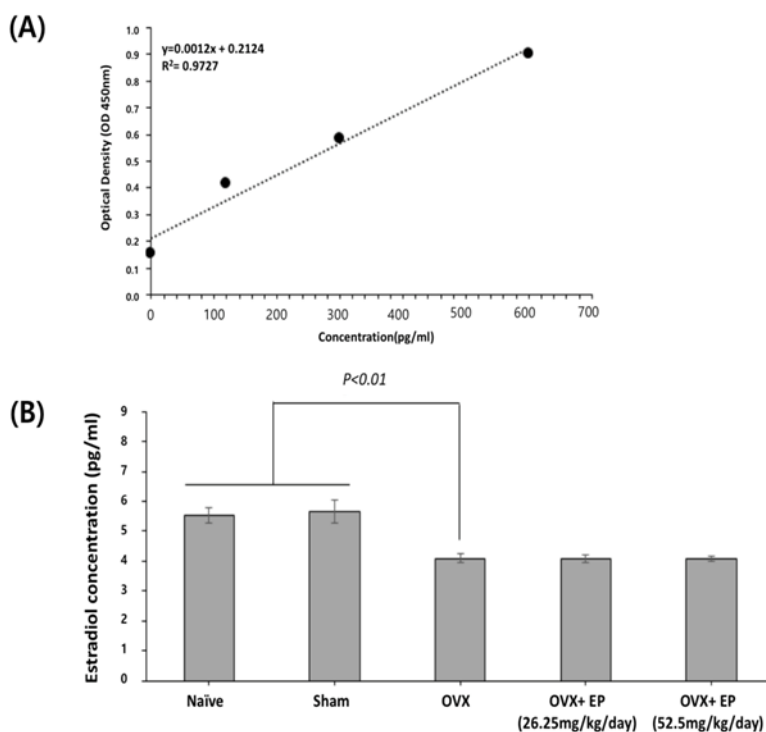 (A)
y=0.0012x + 0.2124
R²= 0.9727
Optical Density (OD 450nm)
1.0
0.9
0.8
0.7
0.6
0.5
0.4
0.3
0.2
0.1
0.0
0 100 200 300 400 500 600 700
Concentration(pg/ml)
(B)
P<0.01
Estradiol concentration (pg/ml)
9
8
7
6
5
4
3
2
1
0
Naïve Sham OVX OVX+ EP OVX+ EP
(26.25mg/kg/day) (52.5mg/kg/day)